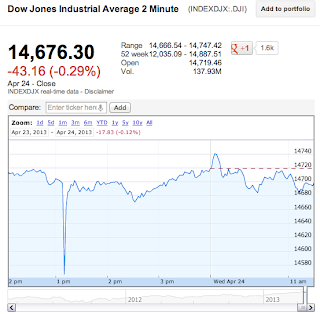 Dow Jones Industrial Average 2 Minute (INDEXDJX:.DJI)
Add to portfolio
14,676.30
-43.16 (-0.29%)
Apr 24 - Close
INDEXDJX real-time data - Disclaimer
Range 14,666.54 - 14,747.42
52 week 12,035.09 - 14,887.51
Open 14,719.46
Vol. 137.93M
+1 1.6k
Compare: Enter ticker here Add
Zoom: 1d 5d 1m 3m 6m YTD 1y 5y 10y All
Apr 23, 2013 - Apr 24, 2013 -17.83 (-0.12%)
14740
14720
14700
14680
14660
14640
14620
14600
14580
2 pm 1 pm 2 pm 3 pm Wed Apr 24 11 am
2012 2013